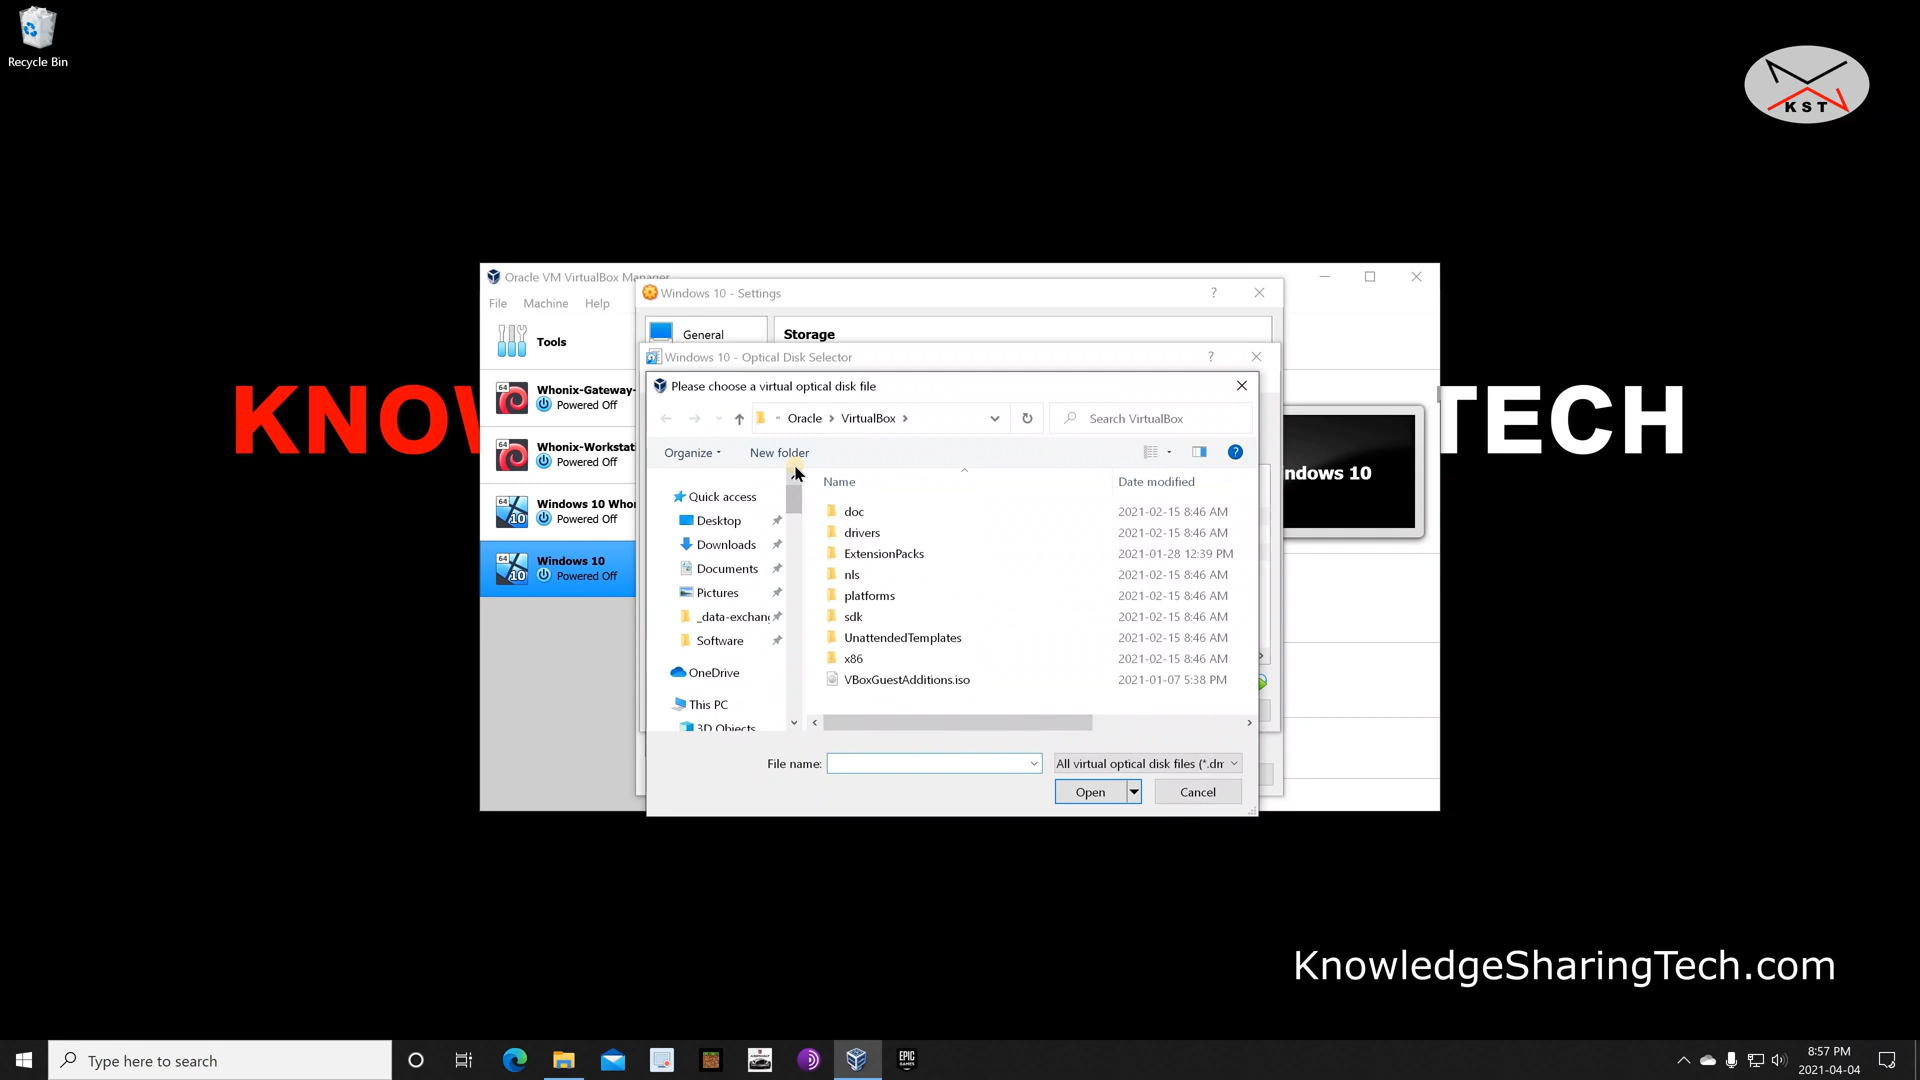 Recycle Bin
KST
KNOW
TECH
Oracle VM VirtualBox Manager
File Machine Help
Tools
64 Whonix-Gateway-
Powered Off
64 Whonix-Workstat
Powered Off
64 10 Windows 10 Whon
Powered Off
64 10 Windows 10
Powered Off
Windows 10 - Settings ?
General Storage
Windows 10 - Optical Disk Selector ?
Please choose a virtual optical disk file
« Oracle > VirtualBox > Search VirtualBox
Organize New folder ?
Name Date modified
Quick access
Desktop
Downloads
Documents
Pictures
_data-exchan
Software
OneDrive
This PC
3D Objects
doc 2021-02-15 8:46 AM
drivers 2021-02-15 8:46 AM
ExtensionPacks 2021-01-28 12:39 PM
nls 2021-02-15 8:46 AM
platforms 2021-02-15 8:46 AM
sdk 2021-02-15 8:46 AM
UnattendedTemplates 2021-02-15 8:46 AM
x86 2021-02-15 8:46 AM
VBoxGuestAdditions.iso 2021-01-07 5:38 PM
File name: All virtual optical disk files (*.dm
Open Cancel
ndows 10
KnowledgeSharingTech.com
Type here to search
EPIC GAMES
8:57 PM
2021-04-04